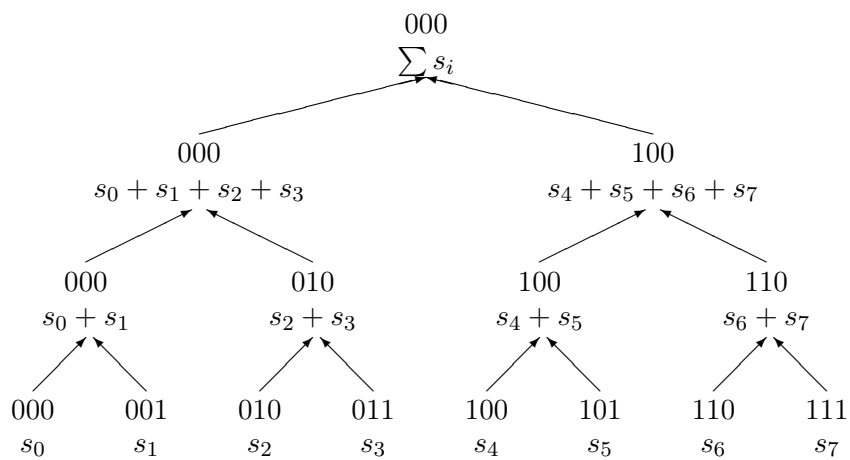 000
∑ s_i
000 100
s_0 + s_1 + s_2 + s_3 s_4 + s_5 + s_6 + s_7
000 010 100 110
s_0 + s_1 s_2 + s_3 s_4 + s_5 s_6 + s_7
000 001 010 011 100 101 110 111
s_0 s_1 s_2 s_3 s_4 s_5 s_6 s_7